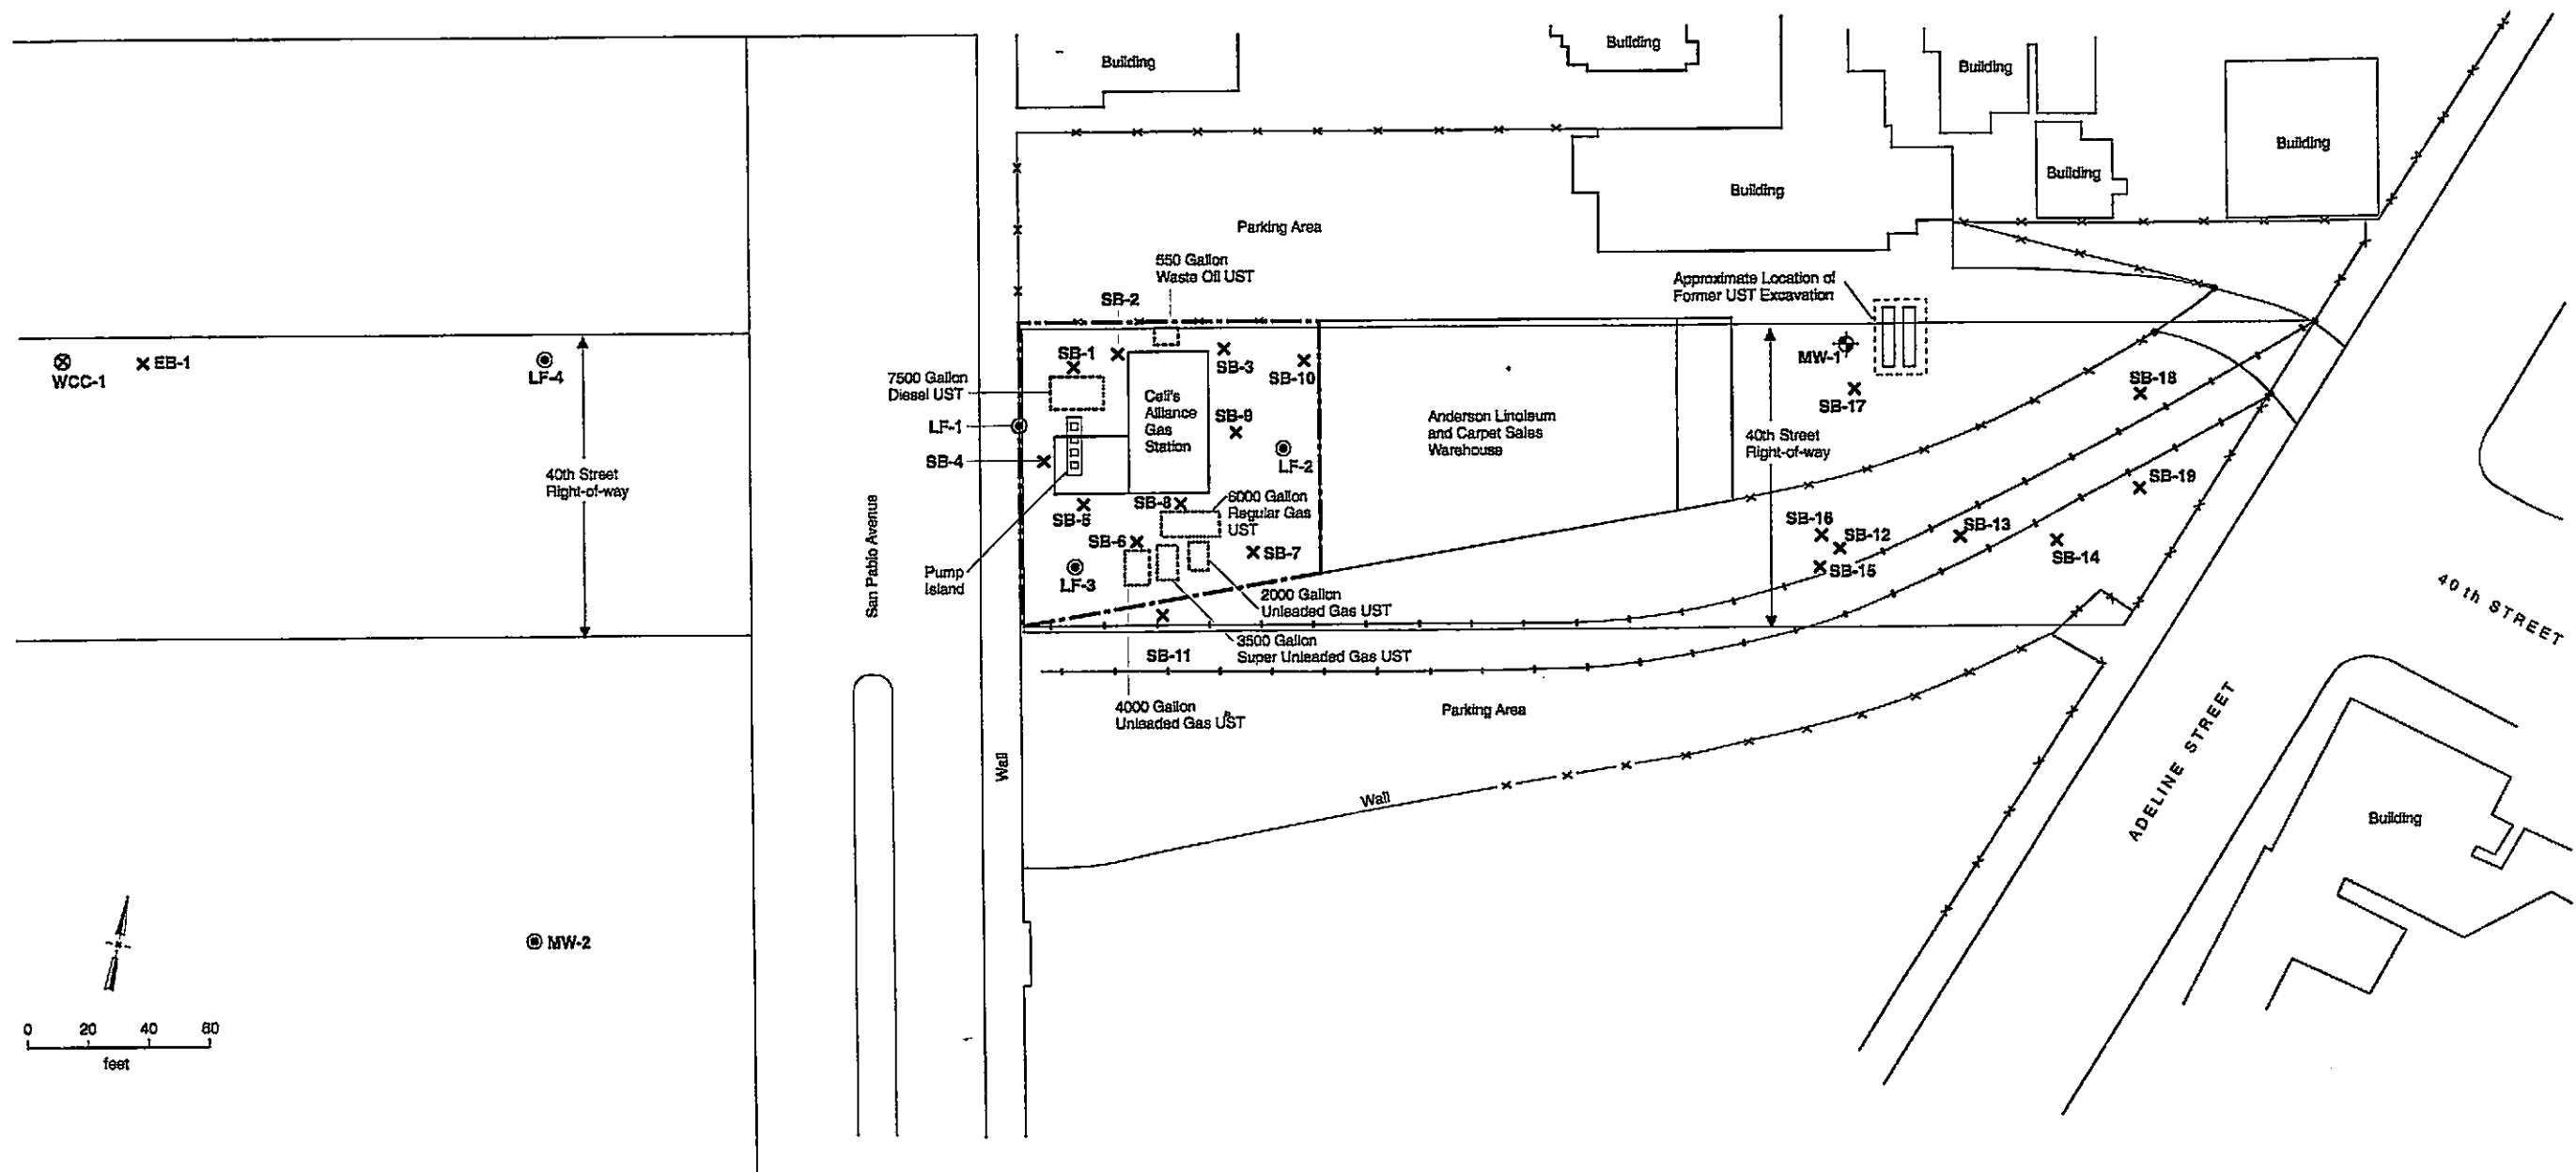 Building
Building
Building
Building
Building
Building
Parking Area
550 Gallon
Waste Oil UST
Approximate Location of
Former UST Excavation
SB-2
WCC-1
EB-1
LF-4
SB-1
SB-3
SB-10
MW-1
SB-17
SB-18
7500 Gallon
Diesel UST
Cell's
Alliance
Gas
Station
SB-9
Anderson Linoleum
and Carpet Sales
Warehouse
LF-1
SB-4
LF-2
40th Street
Right-of-way
40th Street
Right-of-way
SB-19
SB-5
SB-8
6000 Gallon
Regular Gas
UST
SB-6
SB-7
SB-16
SB-12
SB-13
SB-14
SB-15
San Pablo Avenue
Pump
Island
LF-3
2000 Gallon
Unleaded Gas UST
3500 Gallon
Super Unleaded Gas UST
SB-11
4000 Gallon
Unleaded Gas UST
Parking Area
40th STREET
ADELINE STREET
Wall
Wall
Building
MW-2
0 20 40 60
feet